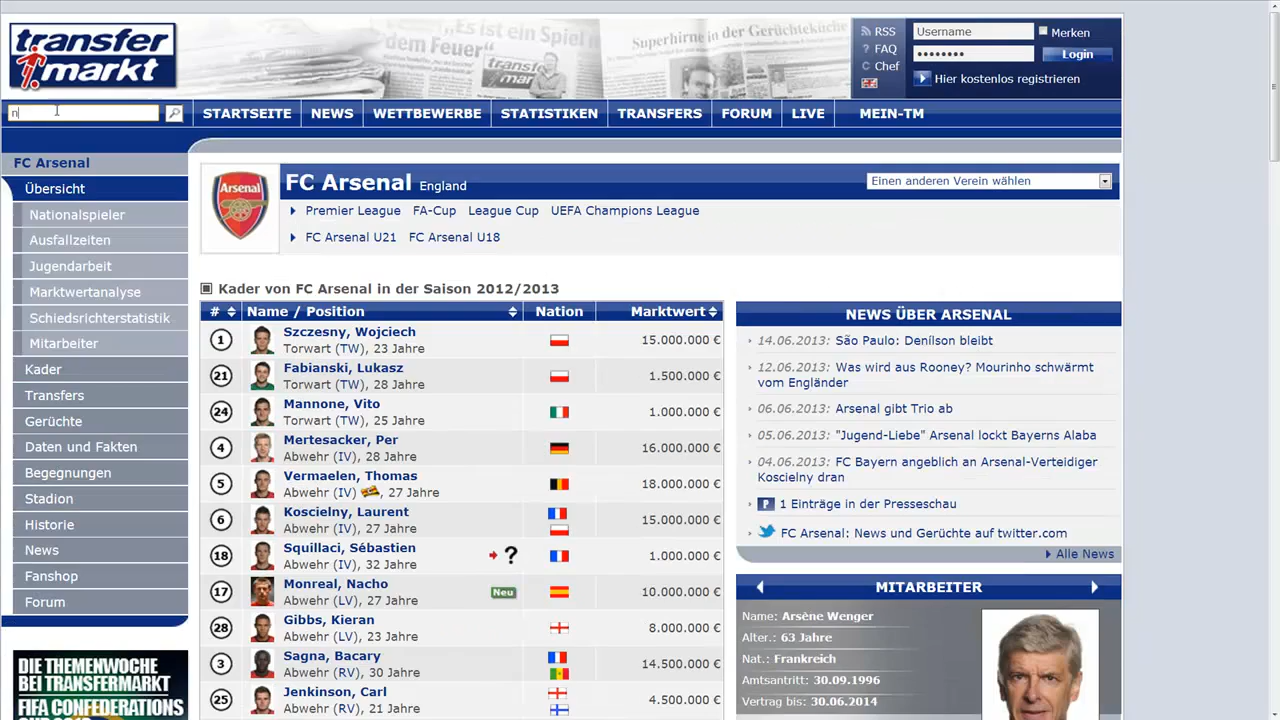 transfer
markt
"Es ist ein Spiel
dem Feuer"
transfer
markt
Superhirne in der Gerüchteküche
RSS
FAQ
C Chef
Username
Merken
••••••••
Login
Hier kostenlos registrieren
n
STARTSEITE NEWS WETTBEWERBE STATISTIKEN TRANSFERS FORUM LIVE MEIN-TM
FC Arsenal
Übersicht
Nationalspieler
Ausfallzeiten
Jugendarbeit
Marktwertanalyse
Schiedsrichterstatistik
Mitarbeiter
Kader
Transfers
Gerüchte
Daten und Fakten
Begegnungen
Stadion
Historie
News
Fanshop
Forum
DIE THEMENWOCHE
BEI TRANSFERMARKT
FIFA CONFEDERATIONS
Arsenal
FC Arsenal England
Einen anderen Verein wählen
Premier League FA-Cup League Cup UEFA Champions League
FC Arsenal U21 FC Arsenal U18
Kader von FC Arsenal in der Saison 2012/2013
# Name / Position Nation Marktwert
1 Szczesny, Wojciech 15.000.000 €
Torwart (TW), 23 Jahre
21 Fabianski, Lukasz 1.500.000 €
Torwart (TW), 28 Jahre
24 Mannone, Vito 1.000.000 €
Torwart (TW), 25 Jahre
4 Mertesacker, Per 16.000.000 €
Abwehr (IV), 28 Jahre
5 Vermaelen, Thomas 18.000.000 €
Abwehr (IV) , 27 Jahre
6 Koscielny, Laurent 15.000.000 €
Abwehr (IV), 27 Jahre
18 Squillaci, Sébastien ? 1.000.000 €
Abwehr (IV), 32 Jahre
17 Monreal, Nacho Neu 10.000.000 €
Abwehr (LV), 27 Jahre
28 Gibbs, Kieran 8.000.000 €
Abwehr (LV), 23 Jahre
3 Sagna, Bacary 14.500.000 €
Abwehr (RV), 30 Jahre
25 Jenkinson, Carl 4.500.000 €
Abwehr (RV), 21 Jahre
NEWS ÜBER ARSENAL
14.06.2013: São Paulo: Denílson bleibt
12.06.2013: Was wird aus Rooney? Mourinho schwärmt
vom Engländer
06.06.2013: Arsenal gibt Trio ab
05.06.2013: "Jugend-Liebe" Arsenal lockt Bayerns Alaba
04.06.2013: FC Bayern angeblich an Arsenal-Verteidiger
Koscielny dran
P 1 Einträge in der Presseschau
FC Arsenal: News und Gerüchte auf twitter.com
Alle News
MITARBEITER
Name: Arsène Wenger
Alter.: 63 Jahre
Nat.: Frankreich
Amtsantritt: 30.09.1996
Vertrag bis: 30.06.2014